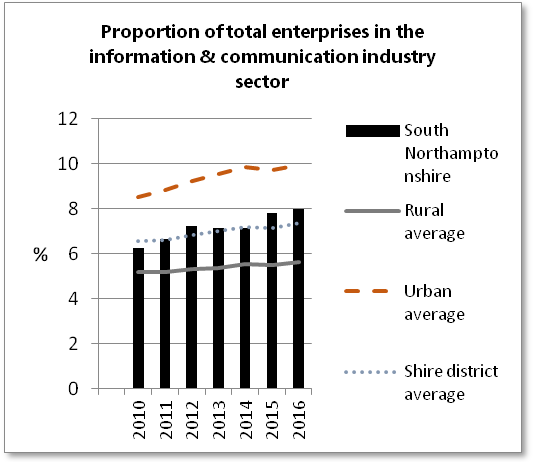 Proportion of total enterprises in the
information & communication industry
sector
12
10
8
6
4
2
0
%
2010
2011
2012
2013
2014
2015
2016
South
Northampto
nshire
Rural
average
Urban
average
Shire district
average